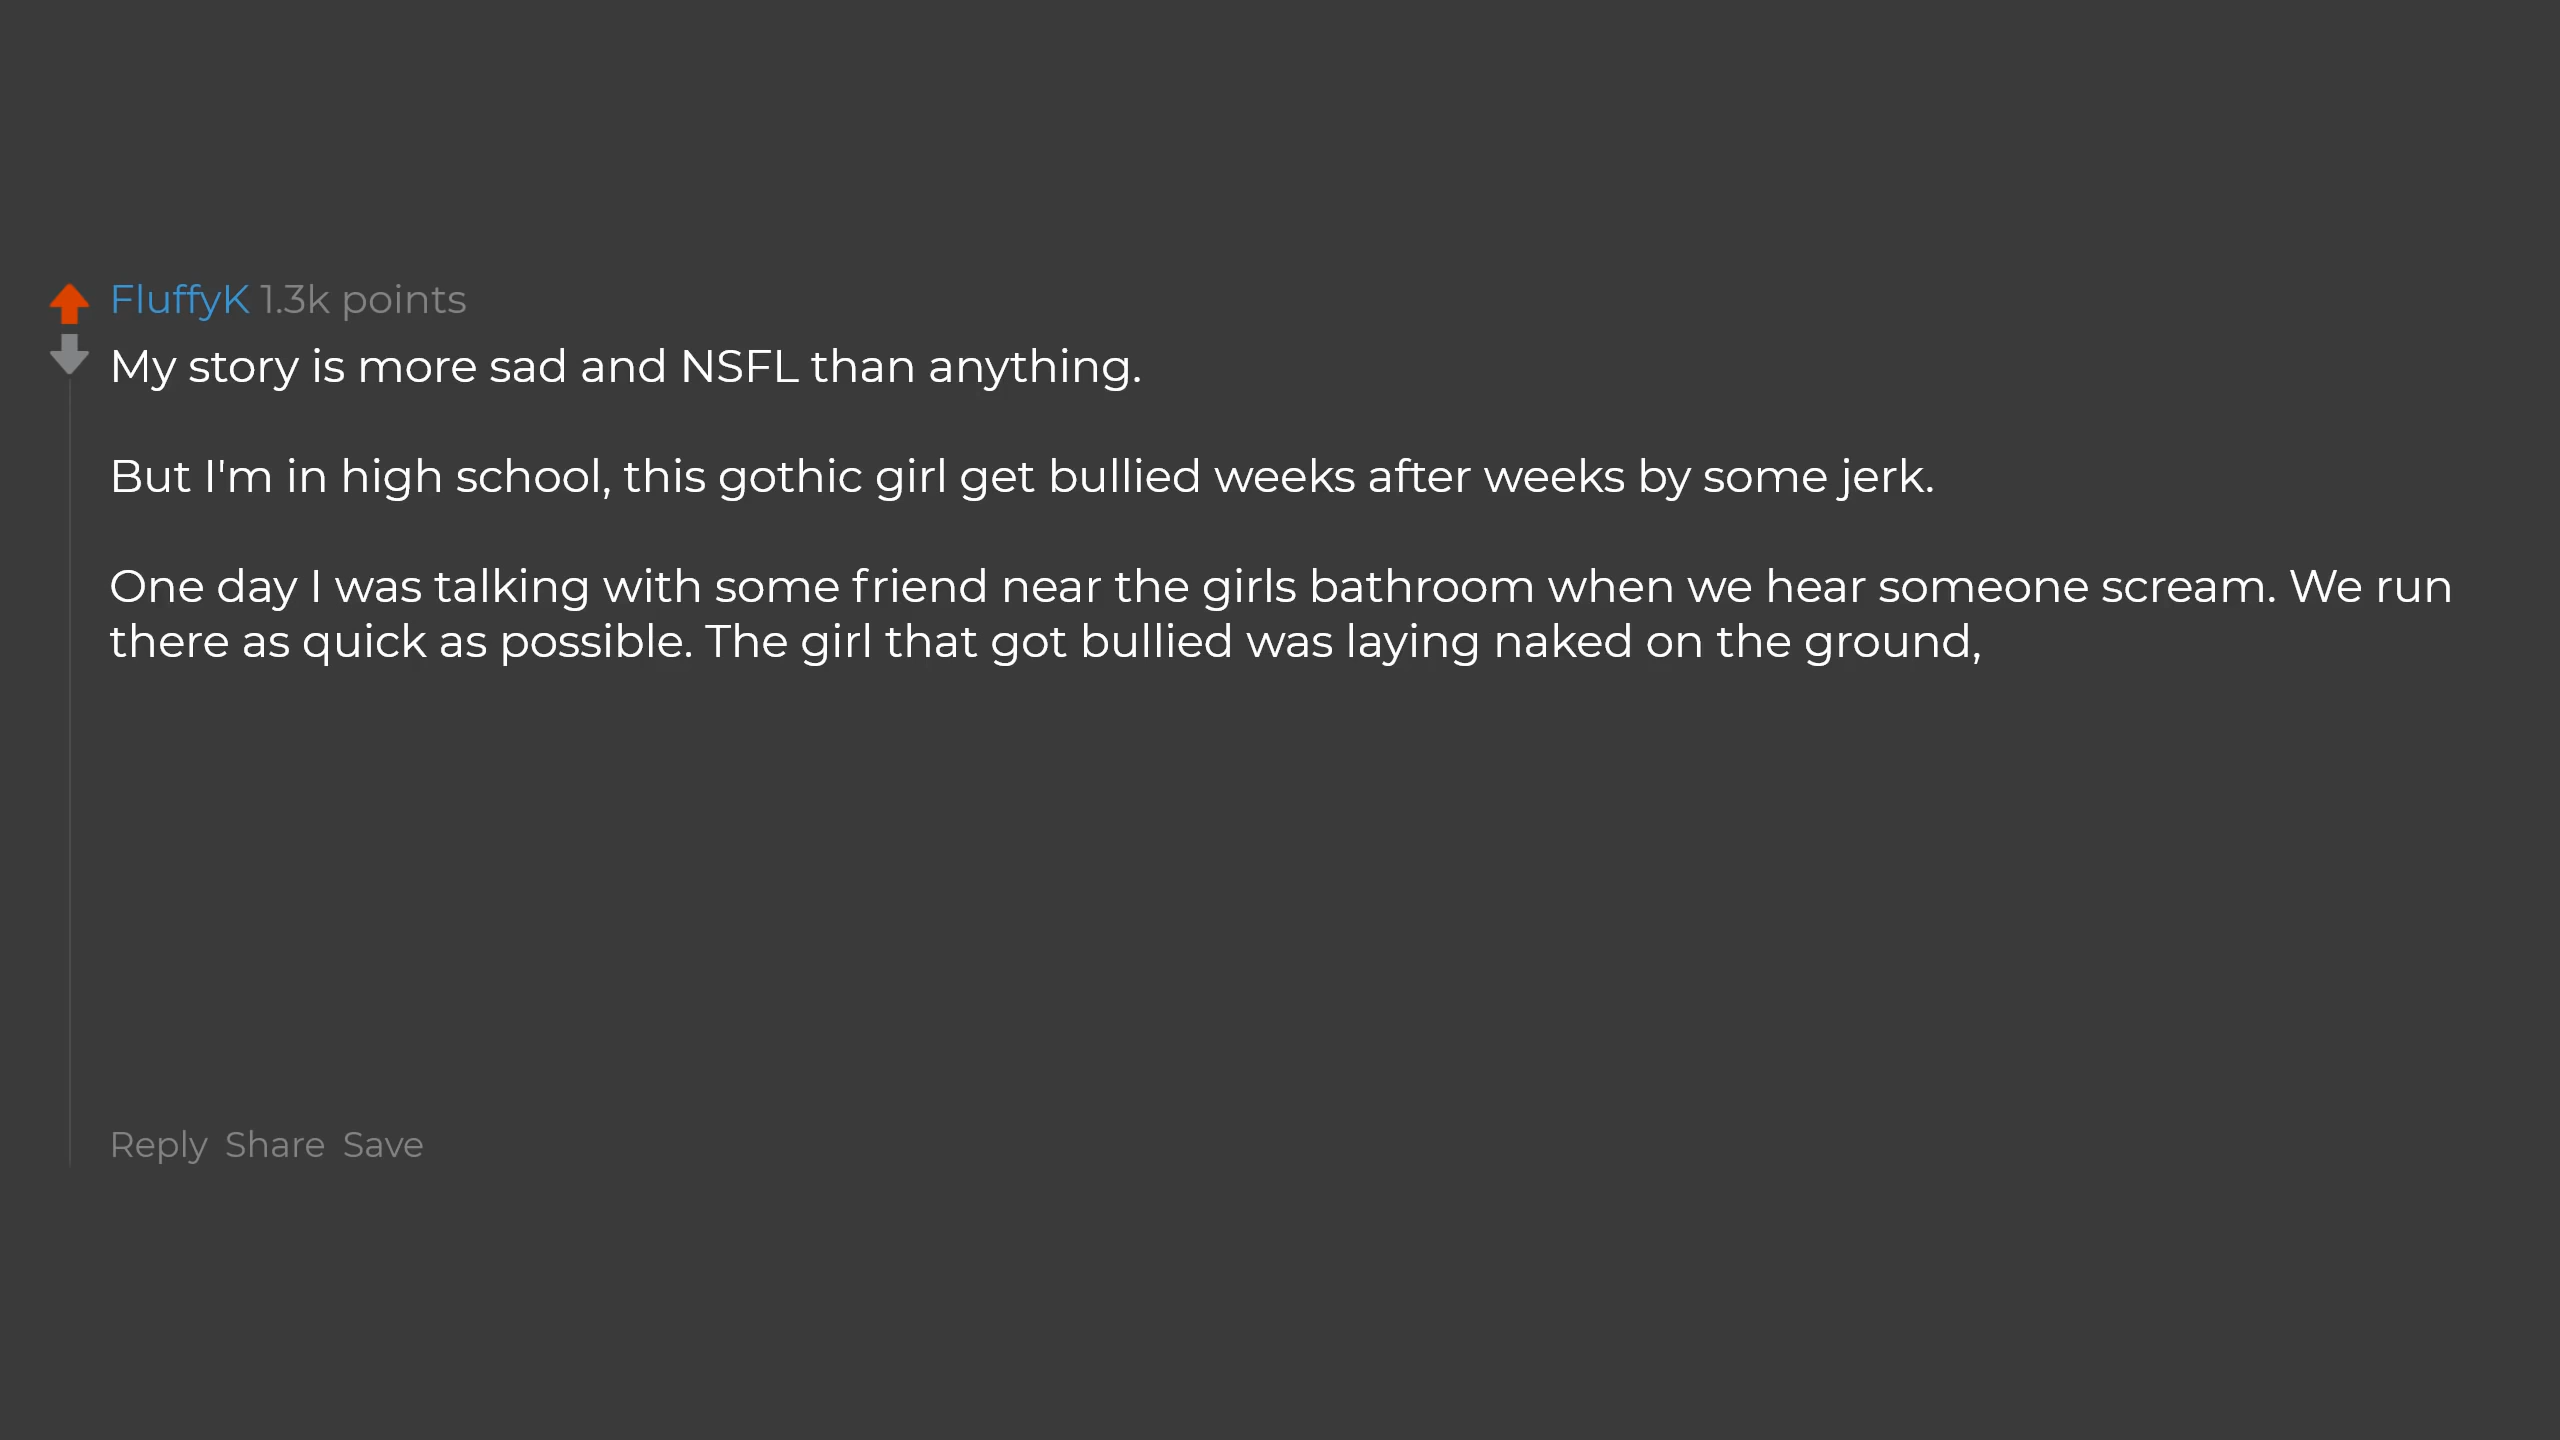 FluffyK 1.3k points
My story is more sad and NSFL than anything.
But I'm in high school, this gothic girl get bullied weeks after weeks by some jerk.
One day I was talking with some friend near the girls bathroom when we hear someone scream. We run
there as quick as possible. The girl that got bullied was laying naked on the ground,
Reply Share Save